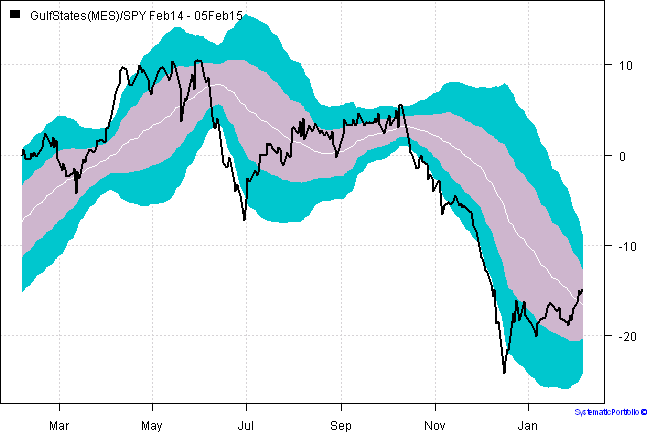 GulfStates(MES)/SPY Feb14 - 05Feb15
10
0
-10
-20
SystematicPortfolio ©
Mar May Jul Sep Nov Jan